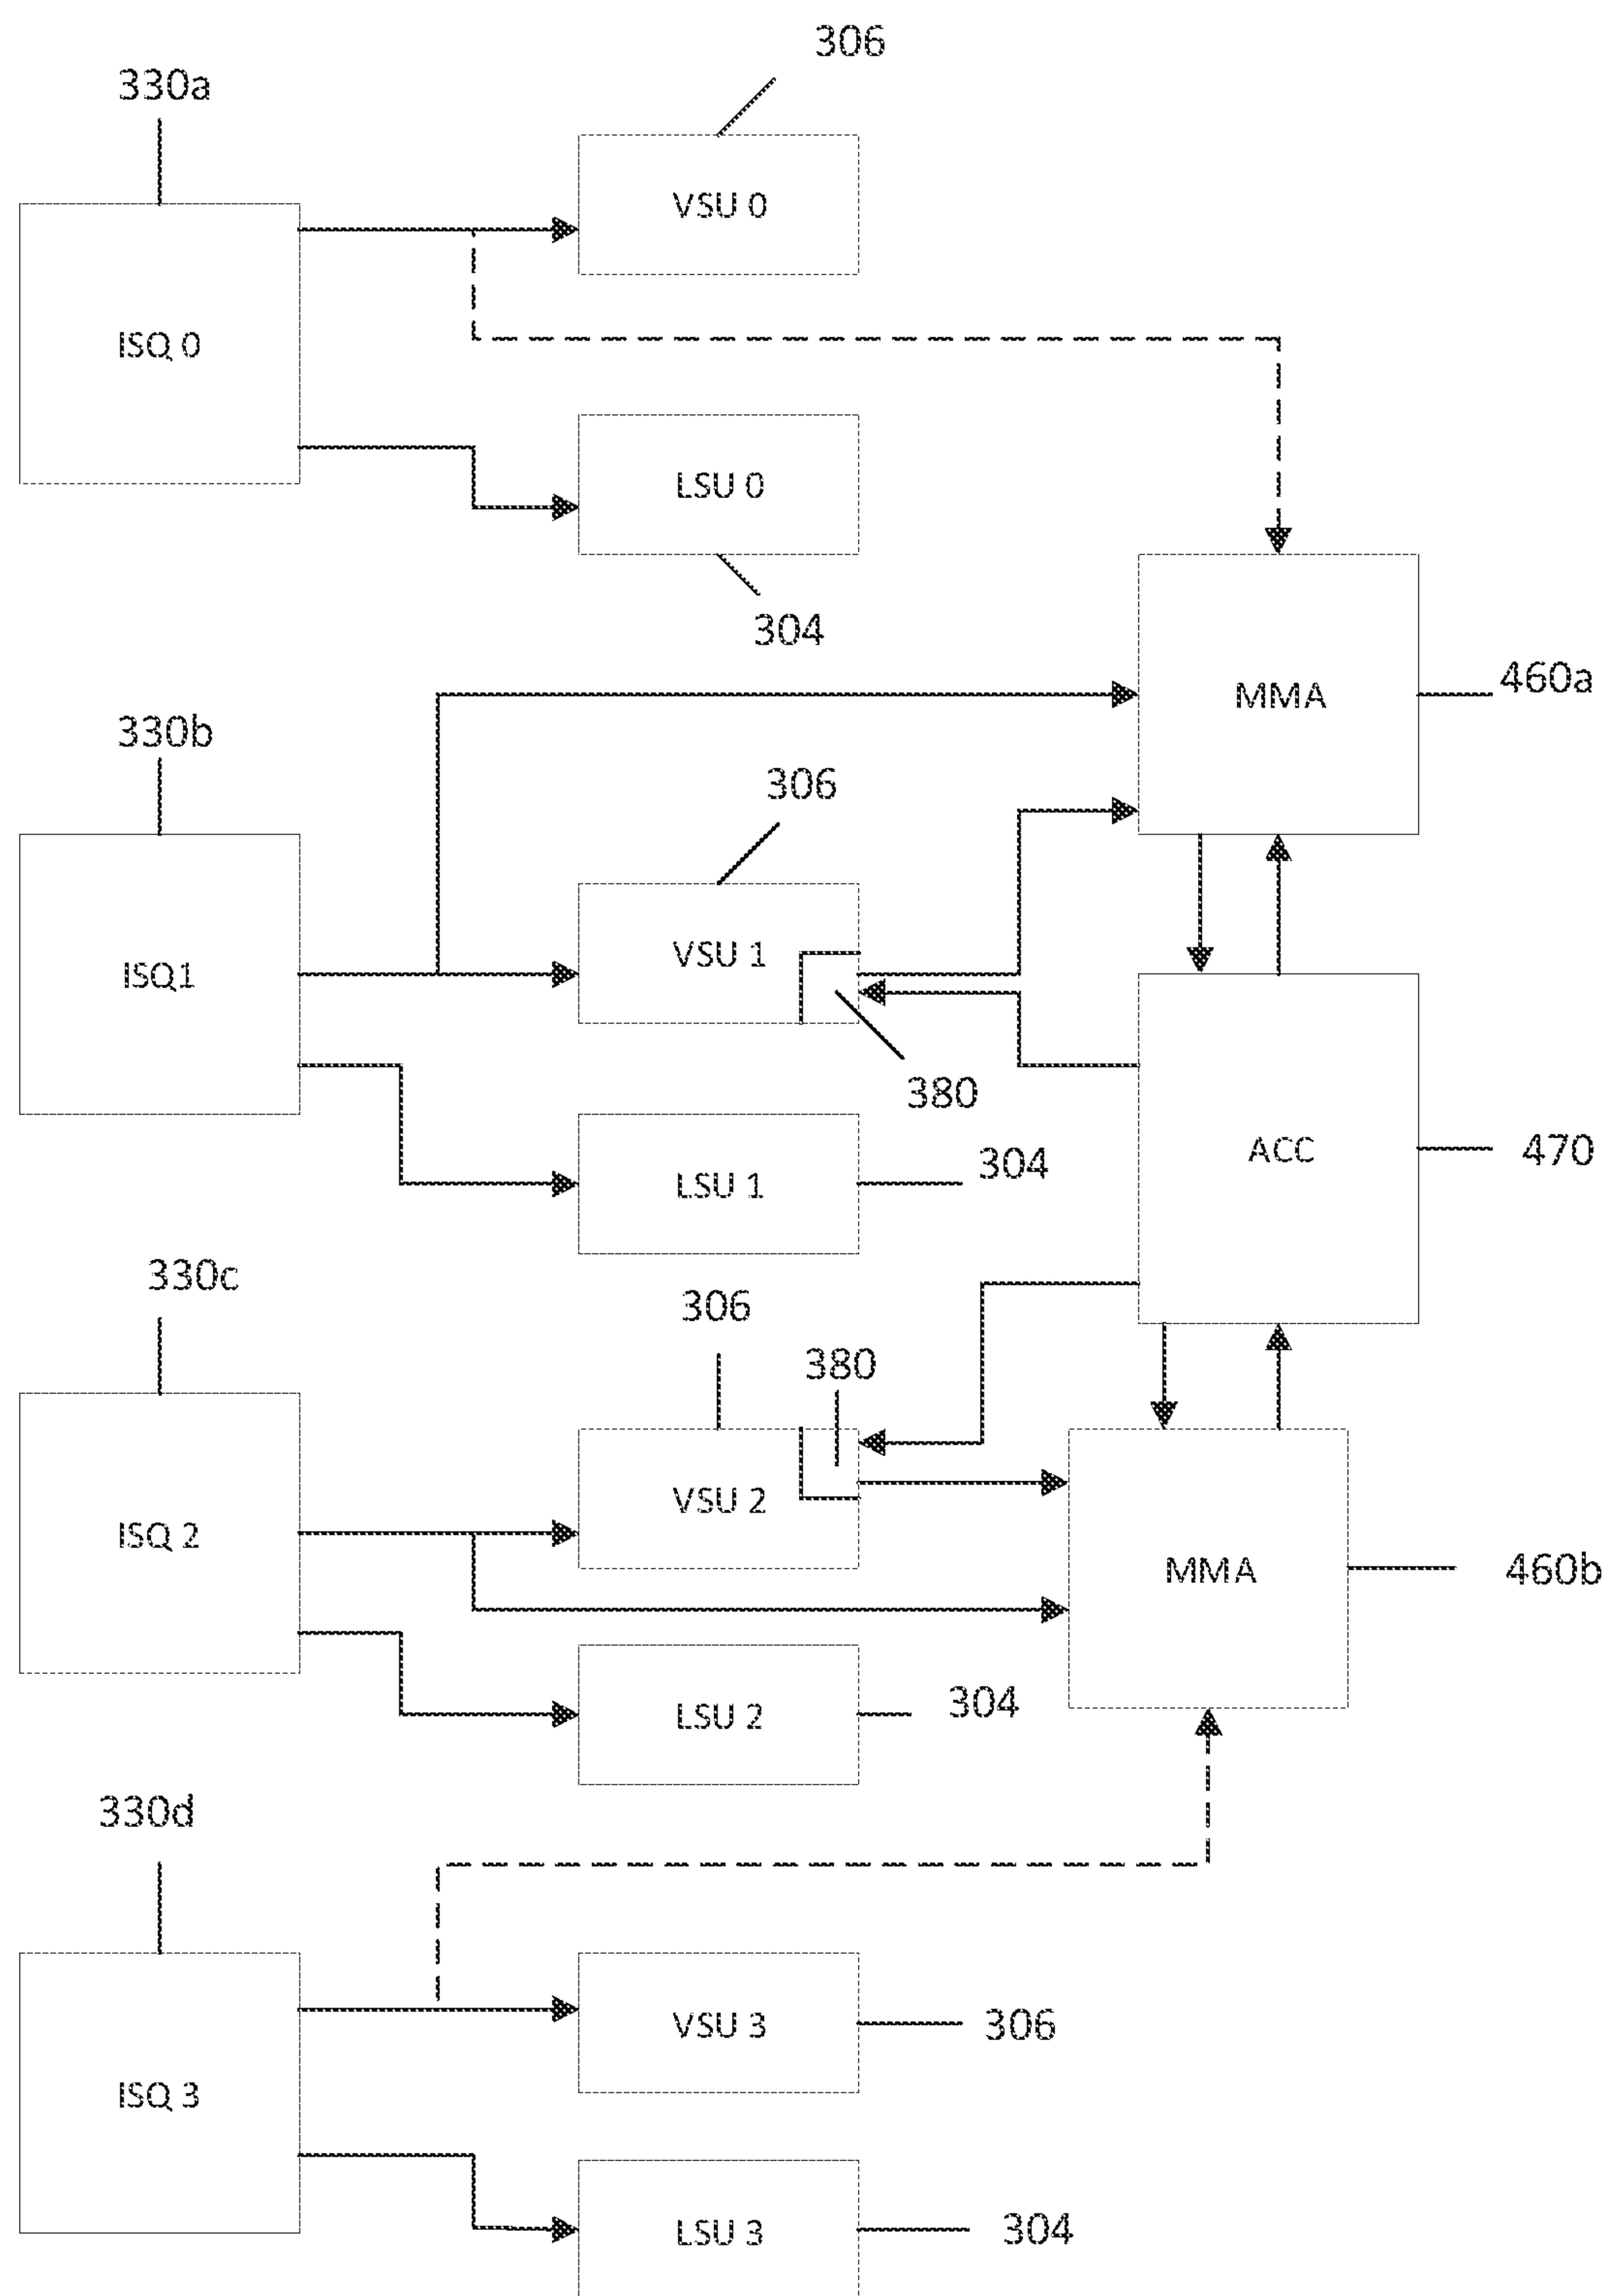 306
330a
VSU 0
ISQ 0
LSU 0
304
460a
MMA
330b
306
VSU 1
ISQ1
380
ACC
470
304
LSU 1
330c
306
380
VSU 2
ISQ 2
MMA
460b
304
LSU 2
330d
VSU 3
306
ISQ 3
LSU 3
304